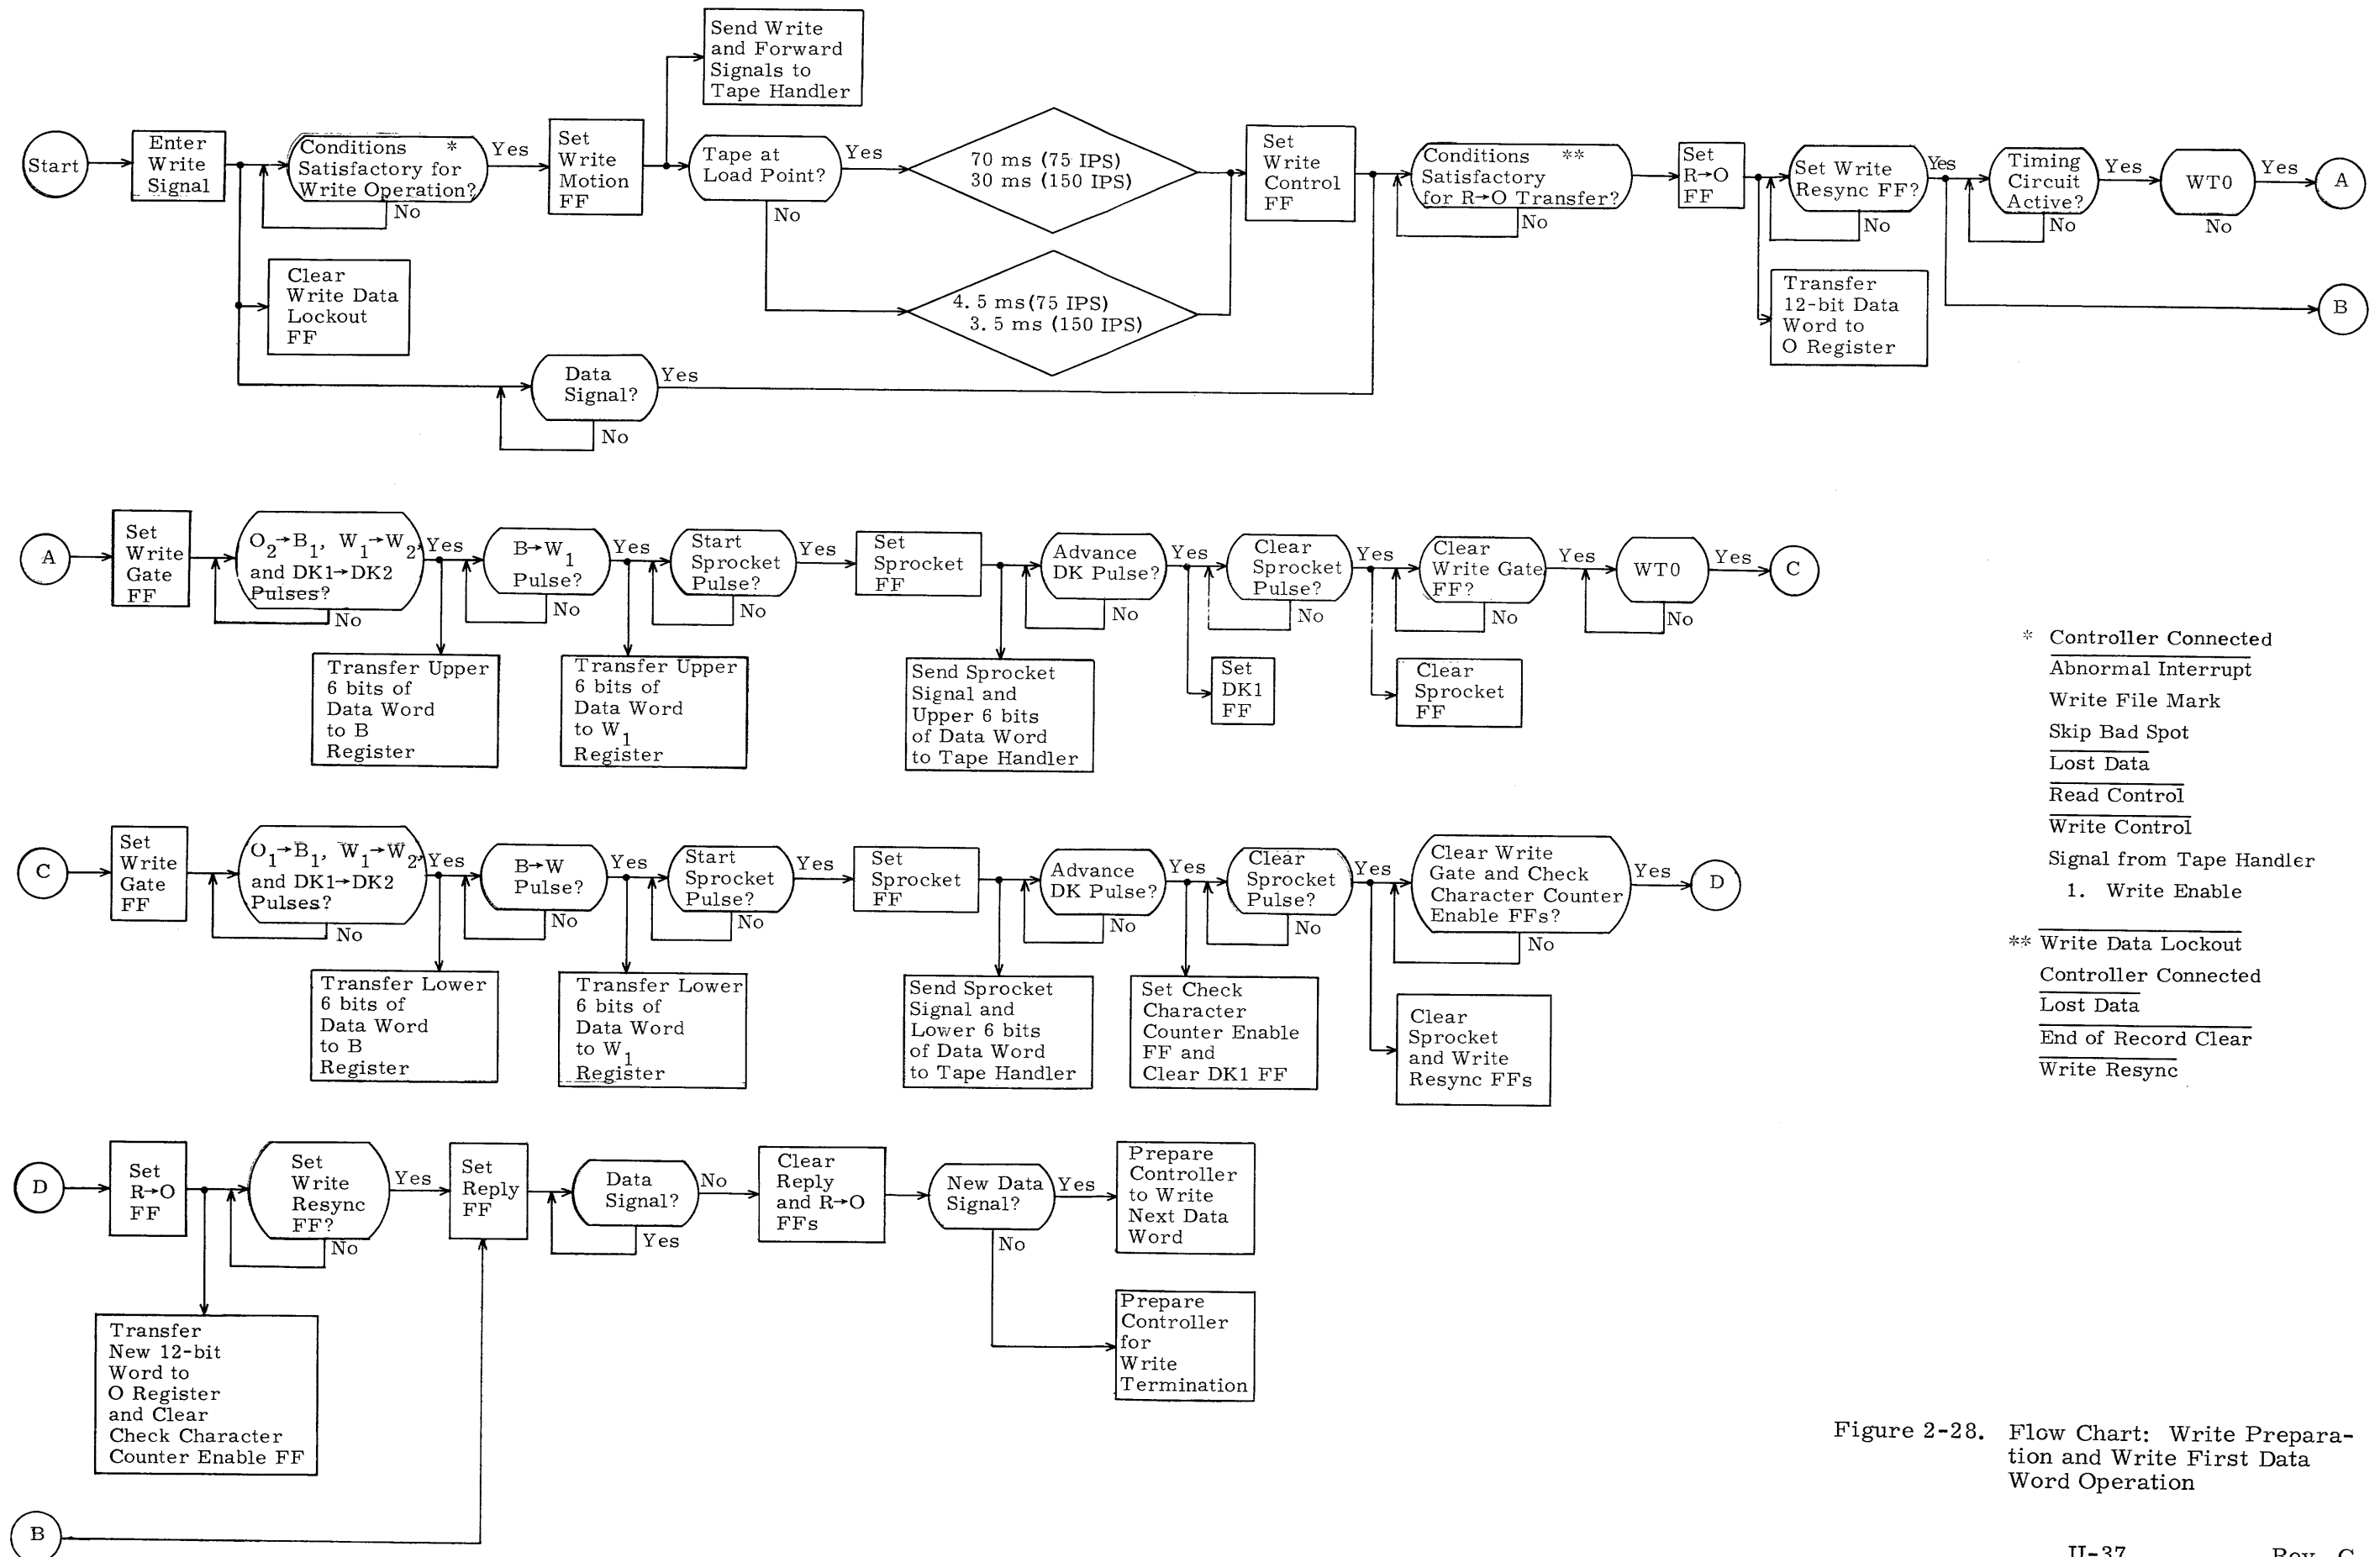 Start
Enter
Write
Signal
Conditions *
Satisfactory for
Write Operation?
Yes
No
Clear
Write Data
Lockout
FF
Set
Write
Motion
FF
Send Write
and Forward
Signals to
Tape Handler
Tape at
Load Point?
Yes
No
70 ms (75 IPS)
30 ms (150 IPS)
4.5 ms (75 IPS)
3.5 ms (150 IPS)
Data
Signal?
Yes
No
Set
Write
Control
FF
Conditions **
Satisfactory
for R→O Transfer?
No
Set
R→O
FF
Transfer
12-bit Data
Word to
O Register
Set Write
Resync FF?
Yes
No
Timing
Circuit
Active?
Yes
No
WT0
Yes
No
A
B
A
Set
Write
Gate
FF
O2→B1, W1→W2,
and DK1→DK2
Pulses?
Yes
No
Transfer Upper
6 bits of
Data Word
to B
Register
B→W1
Pulse?
Yes
No
Transfer Upper
6 bits of
Data Word
to W1
Register
Start
Sprocket
Pulse?
Yes
No
Set
Sprocket
FF
Send Sprocket
Signal and
Upper 6 bits
of Data Word
to Tape Handler
Advance
DK Pulse?
Yes
No
Set
DK1
FF
Clear
Sprocket
Pulse?
Yes
No
Clear
Sprocket
FF
Clear
Write Gate
FF?
Yes
No
WT0
Yes
No
C
C
Set
Write
Gate
FF
O1→B1, W1→W2,
and DK1→DK2
Pulses?
Yes
No
Transfer Lower
6 bits of
Data Word
to B
Register
B→W
Pulse?
Yes
No
Transfer Lower
6 bits of
Data Word
to W1
Register
Start
Sprocket
Pulse?
Yes
No
Set
Sprocket
FF
Send Sprocket
Signal and
Lower 6 bits
of Data Word
to Tape Handler
Advance
DK Pulse?
Yes
No
Set Check
Character
Counter Enable
FF and
Clear DK1 FF
Clear
Sprocket
Pulse?
Yes
No
Clear
Sprocket
and Write
Resync FFs
Clear Write
Gate and Check
Character Counter
Enable FFs?
Yes
No
D
D
Set
R→O
FF
Transfer
New 12-bit
Word to
O Register
and Clear
Check Character
Counter Enable FF
Set
Write
Resync
FF?
Yes
No
Set
Reply
FF
Data
Signal?
No
Yes
Clear
Reply
and R→O
FFs
New Data
Signal?
Yes
No
Prepare
Controller
to Write
Next Data
Word
Prepare
Controller
for
Write
Termination
B
* Controller Connected
Abnormal Interrupt
Write File Mark
Skip Bad Spot
Lost Data
Read Control
Write Control
Signal from Tape Handler
1. Write Enable
** Write Data Lockout
Controller Connected
Lost Data
End of Record Clear
Write Resync
Figure 2-28. Flow Chart: Write Prepara-
tion and Write First Data
Word Operation
II-37 Rev. C